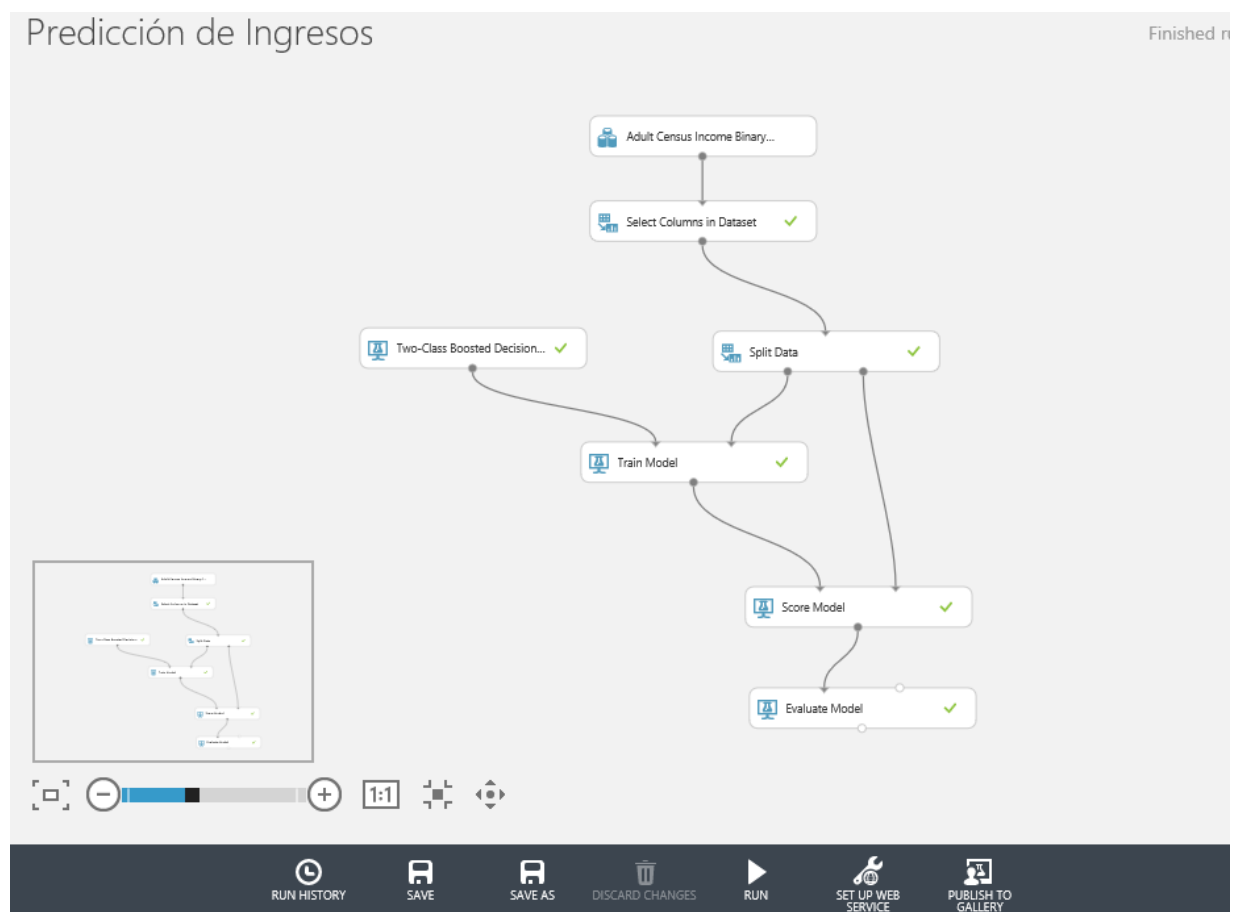 Predicción de Ingresos
Finished ru
Adult Census Income Binary...
Select Columns in Dataset
Two-Class Boosted Decision...
Split Data
Train Model
Score Model
Evaluate Model
1:1
RUN HISTORY
SAVE
SAVE AS
DISCARD CHANGES
RUN
SET UP WEB
SERVICE
PUBLISH TO
GALLERY